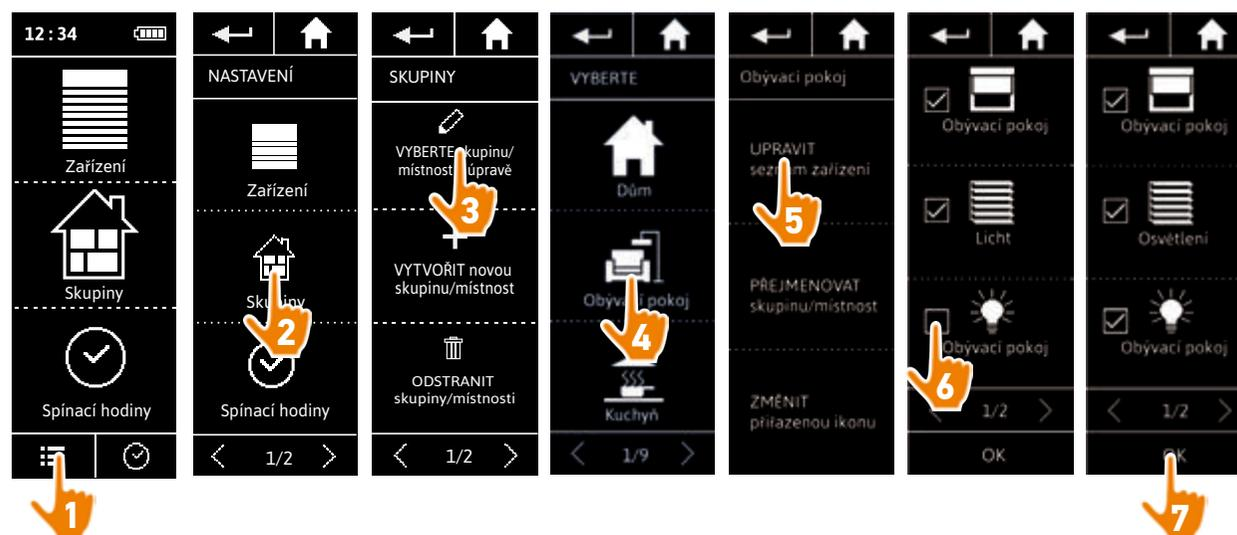 12:34
Zařízení
Skupiny
Spínací hodiny
1
NASTAVENÍ
Zařízení
Skupiny
2
Spínací hodiny
1/2
SKUPINY
VYBERTE skupinu/
místnost úpravě
3
VYTVOŘIT novou
skupinu/místnost
ODSTRANIT
skupiny/místnosti
1/2
VYBERTE
Dům
Obývací pokoj
4
Kuchyň
1/9
Obývací pokoj
UPRAVIT
seznam zařízení
5
PŘEJMENOVAT
skupinu/místnost
ZMĚNIT
přiřazenou ikonu
Obývací pokoj
Licht
Obývací pokoj
6
1/2
OK
Obývací pokoj
Osvětlení
Obývací pokoj
1/2
OK
7